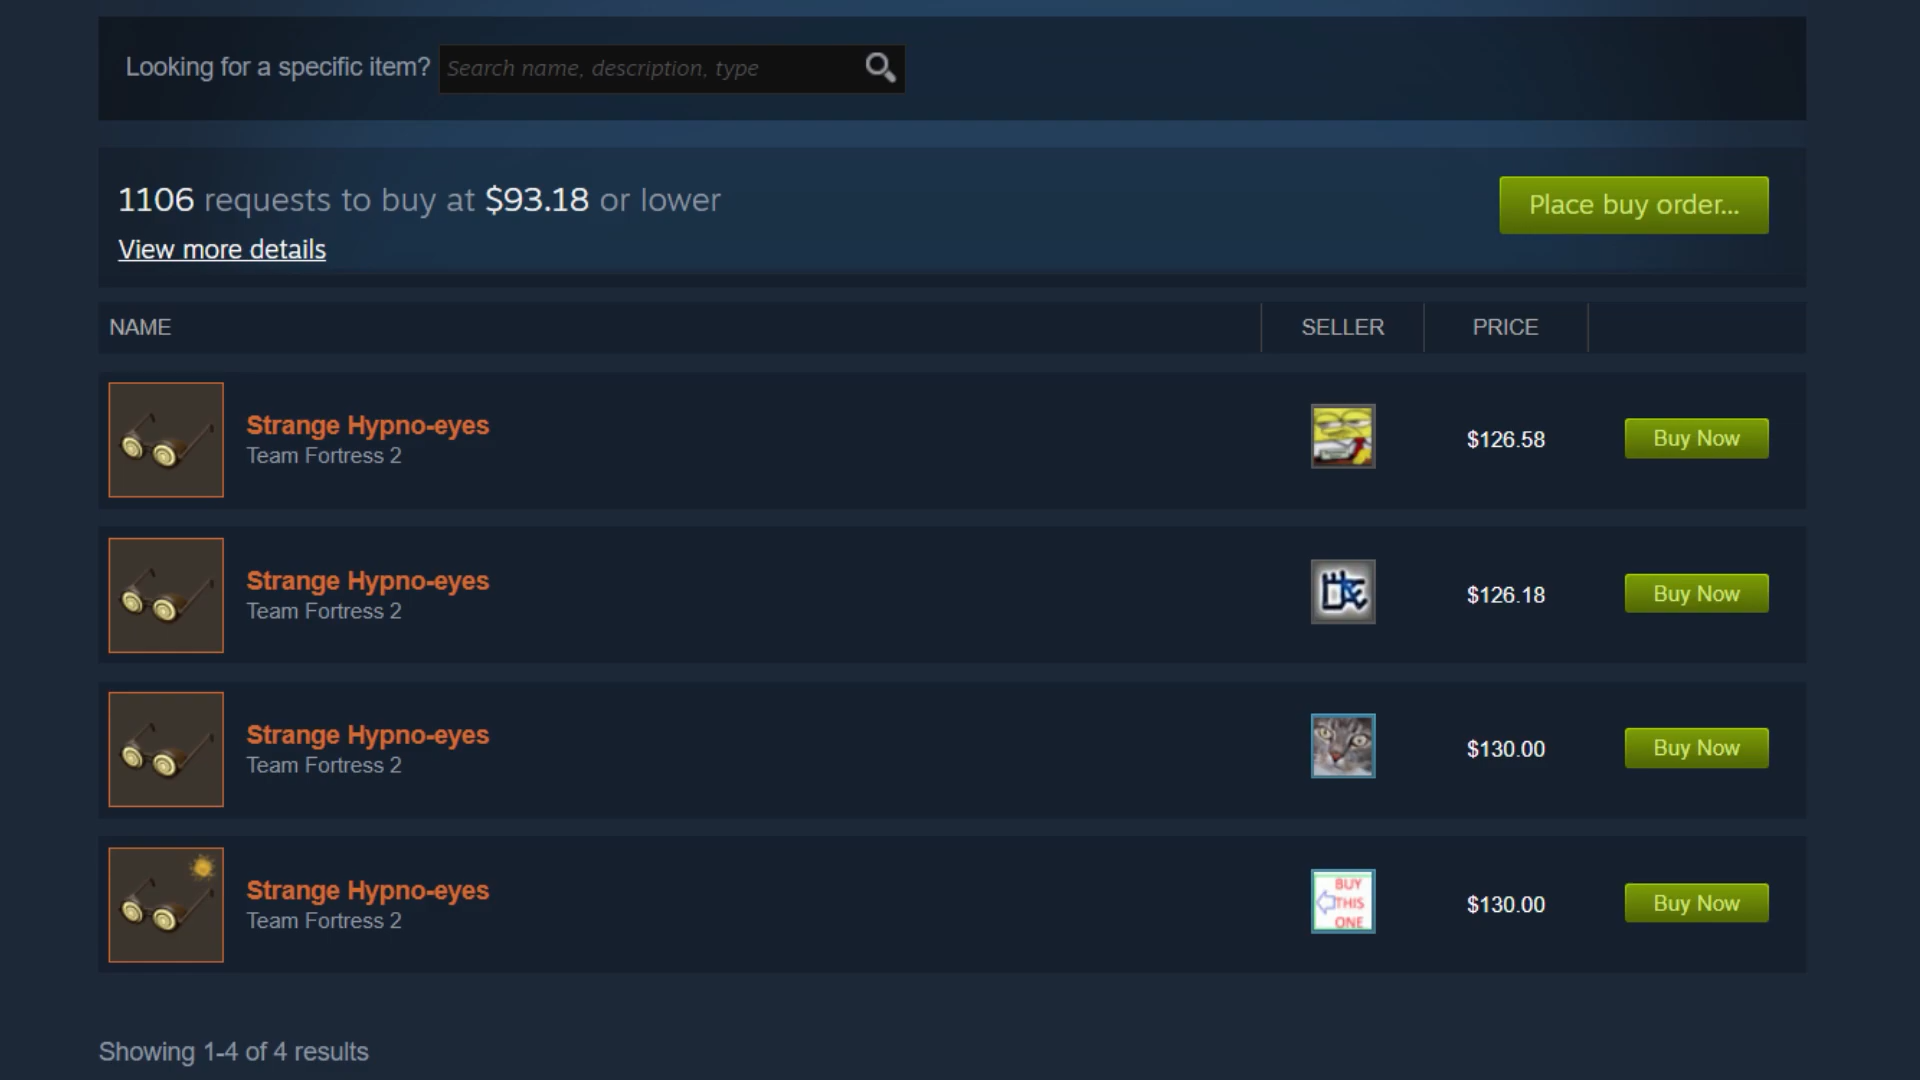 Looking for a specific item? Search name, description, type
1106 requests to buy at $93.18 or lower
Place buy order...
View more details
NAME SELLER PRICE
Strange Hypno-eyes
Team Fortress 2
$126.58 Buy Now
Strange Hypno-eyes
Team Fortress 2
$126.18 Buy Now
Strange Hypno-eyes
Team Fortress 2
$130.00 Buy Now
Strange Hypno-eyes
Team Fortress 2
BUY
THIS
ONE
$130.00 Buy Now
Showing 1-4 of 4 results